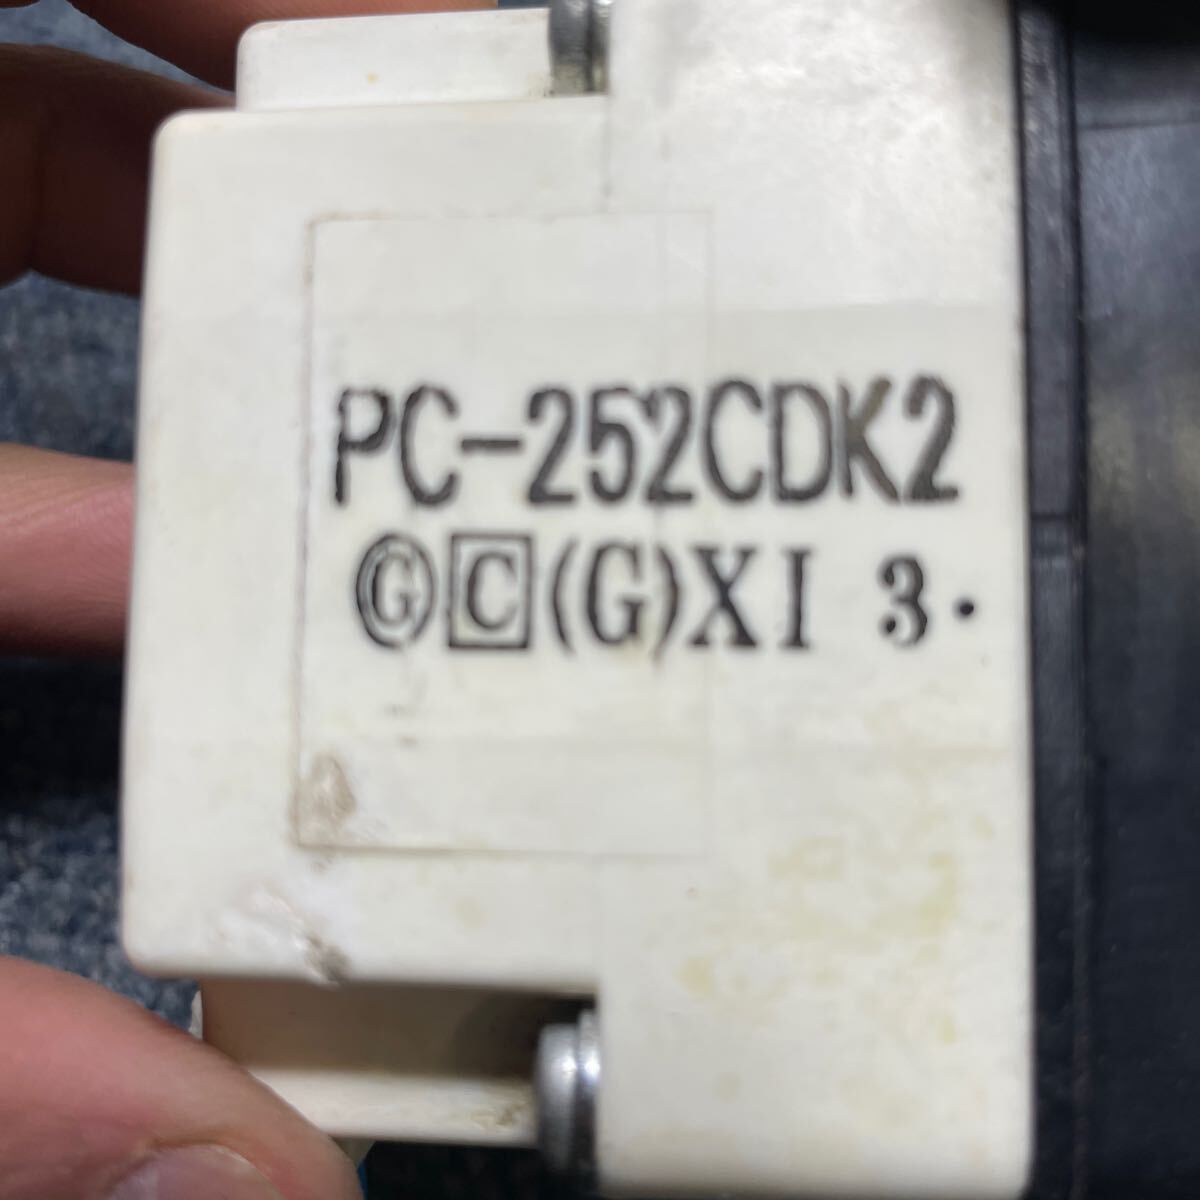 PC-252CDK2
Ⓖ🄲(G)XI 3.